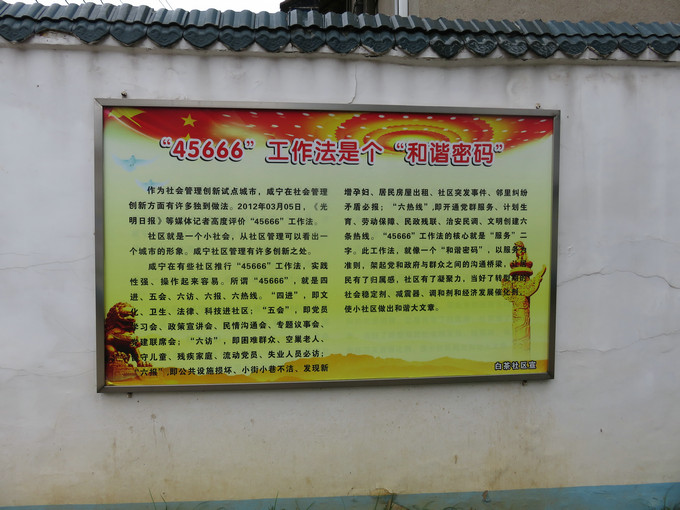 “45666”工作法是个“和谐密码”
作为社会管理创新试点城市，咸宁在社会管理
创新方面有许多独到做法。2012年03月05日，《光
明日报》等媒体记者高度评价“45666”工作法。
社区就是一个小社会，从社区管理可以看出一
个城市的形象。咸宁社区管理有许多创新之处。
咸宁在有些社区推行“45666”工作法，实践
性强、操作起来容易。所谓“45666”，就是四
进、五会、六访、六报、六热线。“四进”，即文
化、卫生、法律、科技进社区；“五会”，即党员
学习会、政策宣讲会、民情沟通会、专题议事会、
党建联席会；“六访”，即困难群众、空巢老人、
留守儿童、残疾家庭、流动党员、失业人员必访；
“六报”，即公共设施损坏、小街小巷不洁、发现新
增孕妇、居民房屋出租、社区突发事件、邻里纠纷
矛盾必报；“六热线”，即开通党群服务、计划生
育、劳动保障、民政残联、治安民调、文明创建六
条热线。“45666”工作法的核心就是“服务”二
字。此工作法，就像一个“和谐密码”，以服务
准则，架起党和政府与群众之间的沟通桥梁，
民有了归属感，社区有了凝聚力，当好了转型期的
社会稳定剂、减震器、调和剂和经济发展催化剂，
使小社区做出和谐大文章。
白茶社区宣